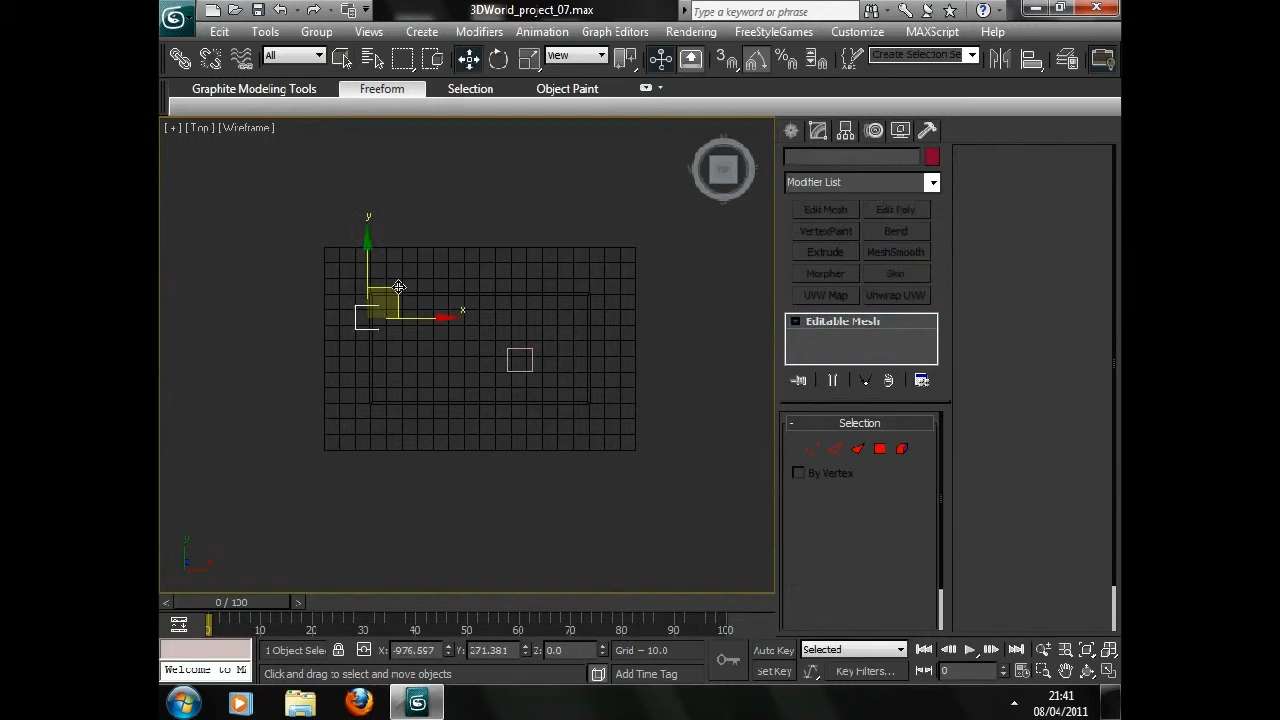 3DWorld_project_07.max
Type a keyword or phrase
Edit Tools Group Views Create Modifiers Animation Graph Editors Rendering FreeStyleGames Customize MAXScript Help
All View Create Selection Se
Graphite Modeling Tools Freeform Selection Object Paint
[ + ] [ Top ] [ Wireframe ]
Modifier List
Edit Mesh Edit Poly
VertexPaint Bend
Extrude MeshSmooth
Morpher Skin
UVW Map Unwrap UVW
Editable Mesh
- Selection
By Vertex
y
x
y
< 0 / 100 >
0 10 20 30 40 50 60 70 80 90 100
1 Object Selec X: -976.597 Y: 271.381 Z: 0.0 Grid = 10.0 Auto Key Selected
Welcome to M Click and drag to select and move objects Add Time Tag Set Key Key Filters... 0
21:41
08/04/2011